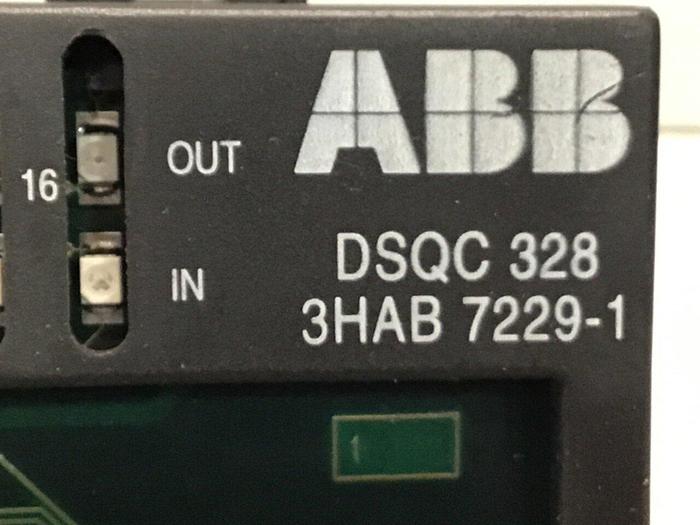 ABB
OUT
16
IN
DSQC 328
3HAB 7229-1
1